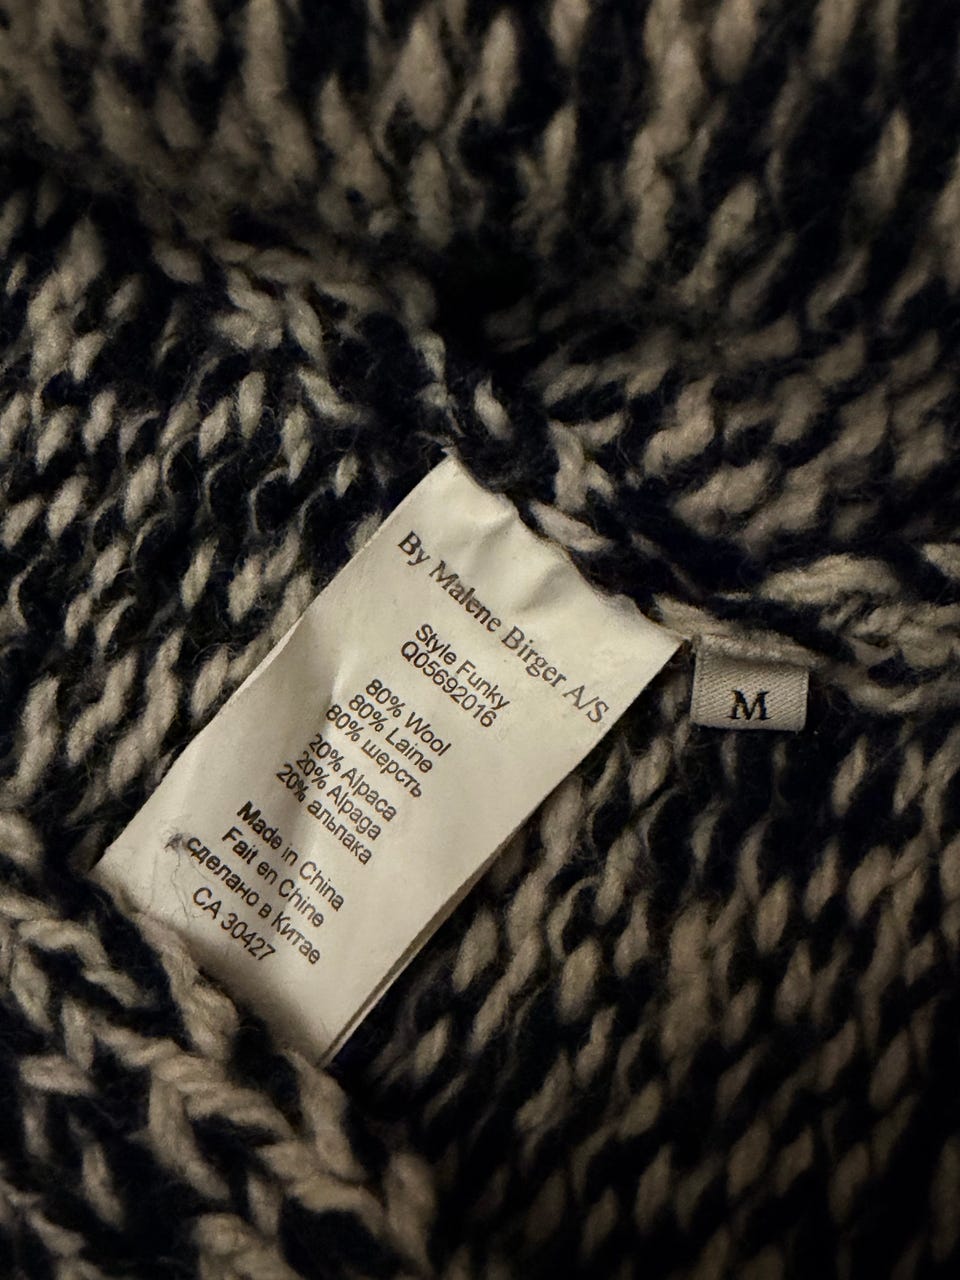 By Malene Birger A/S
Style Funky
Q05692016
80% Wool
80% Laine
80% шерсть
20% Alpaca
20% Alpaga
20% альпака
Made in China
Fait en Chine
сделано в Китае
CA 30427
M